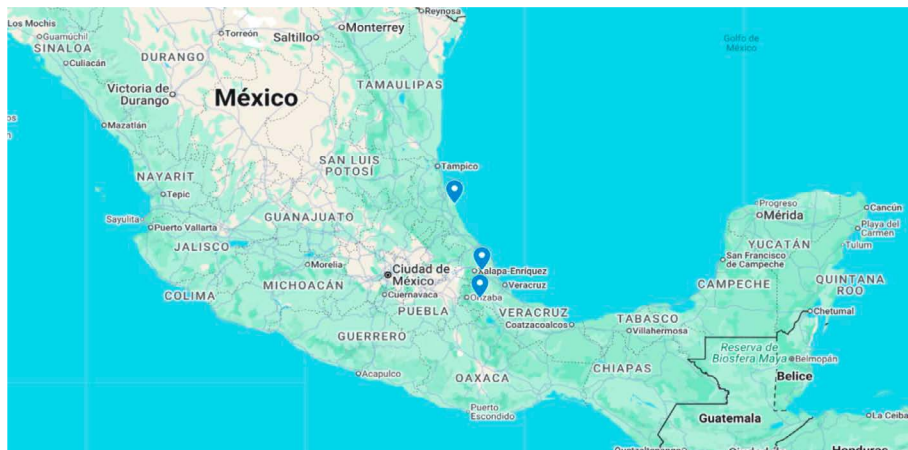 Reynosa
Los Mochis
Guamúchil
SINALOA
Culiacán
Torreón
Saltillo
Monterrey
DURANGO
Golfo de
México
Victoria de
Durango
México
TAMAULIPAS
Mazatlán
SAN LUIS
POTOSÍ
Tampico
NAYARIT
Tepic
Sayulita
Puerto Vallarta
GUANAJUATO
JALISCO
Progreso
Mérida
Cancún
Playa del
Carmen
YUCATÁN
Tulum
San Francisco
de Campeche
CAMPECHE
QUINTANA
ROO
Morelia
Ciudad de
México
Xalapa-Enríquez
Veracruz
COLIMA
MICHOACÁN
Cuernavaca
Orizaba
PUEBLA
VERACRUZ
Coatzacoalcos
TABASCO
Villahermosa
Chetumal
GUERRERO
Reserva de
Biosfera Maya
Belmopán
Belice
Acapulco
OAXACA
CHIAPAS
Puerto
Escondido
Guatemala
La Ceiba
Honduras